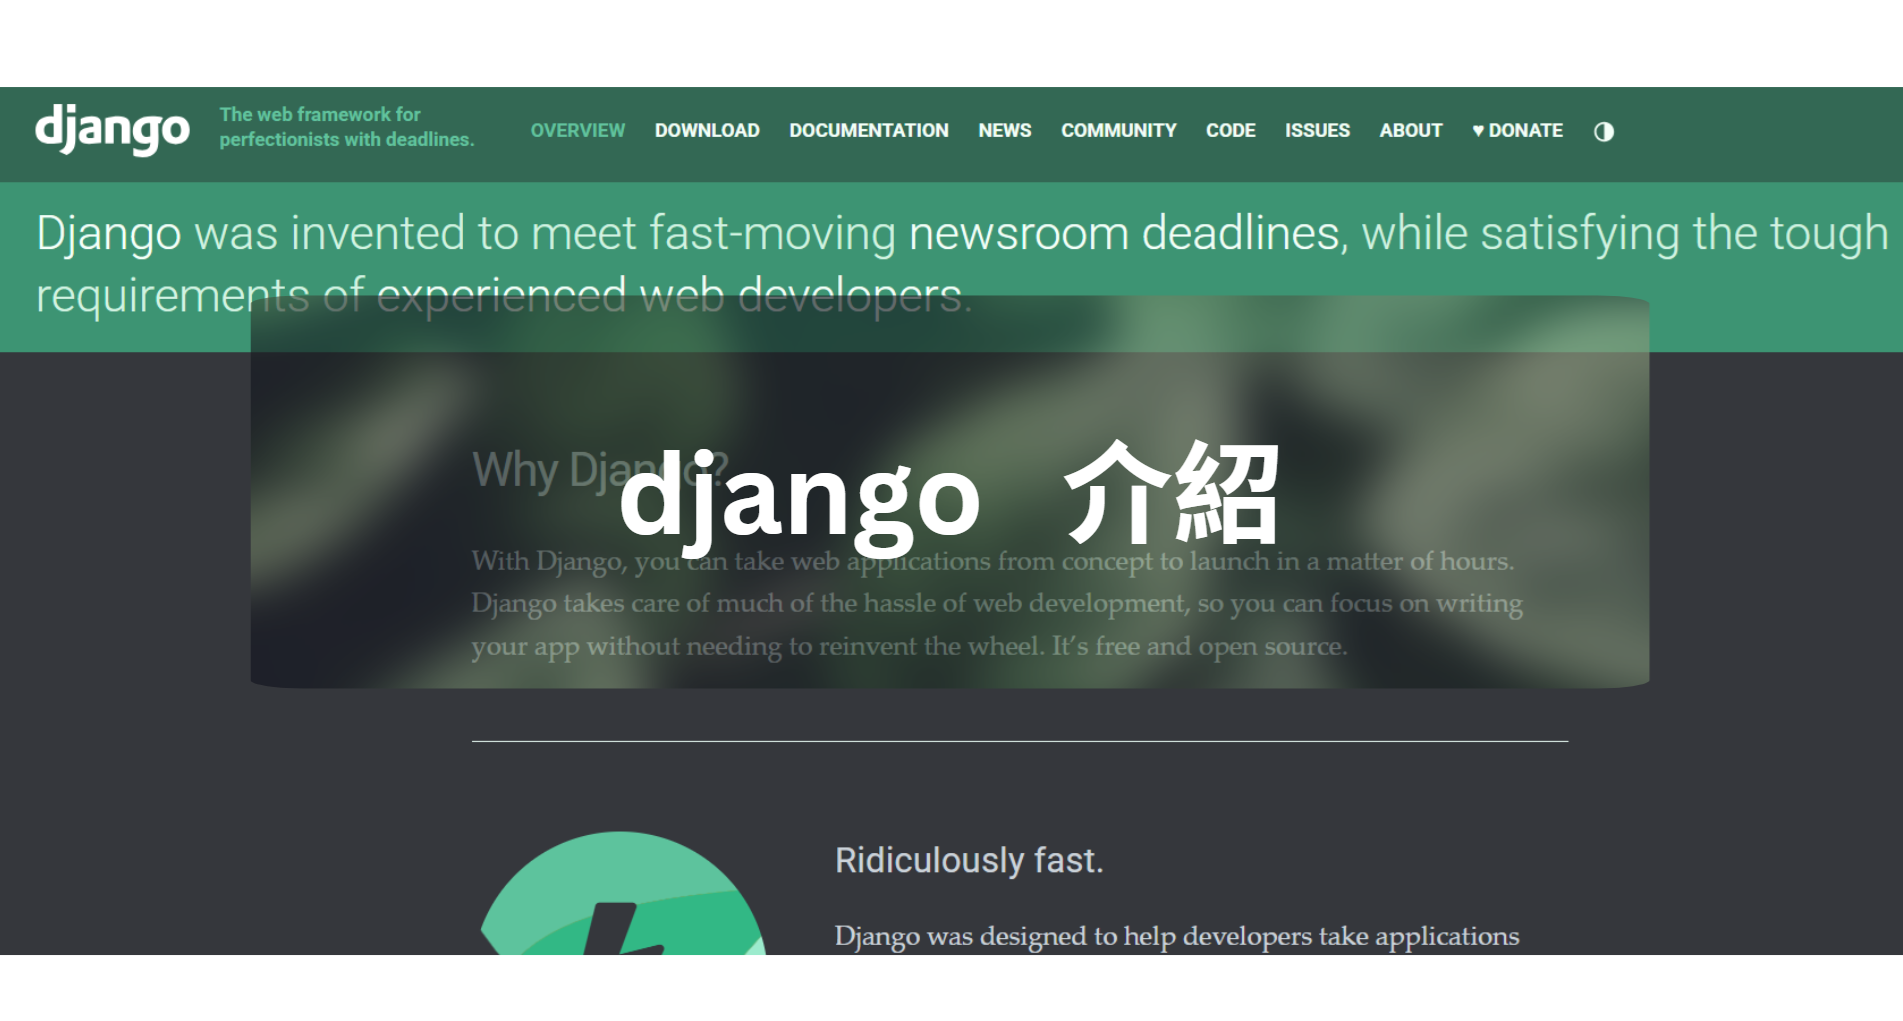 django
The web framework for
perfectionists with deadlines.
OVERVIEW DOWNLOAD DOCUMENTATION NEWS COMMUNITY CODE ISSUES ABOUT ♥ DONATE
Django was invented to meet fast-moving newsroom deadlines, while satisfying the tough
requirements of experienced web developers.
Why Django?
django 介紹
With Django, you can take web applications from concept to launch in a matter of hours.
Django takes care of much of the hassle of web development, so you can focus on writing
your app without needing to reinvent the wheel. It’s free and open source.
Ridiculously fast.
Django was designed to help developers take applications